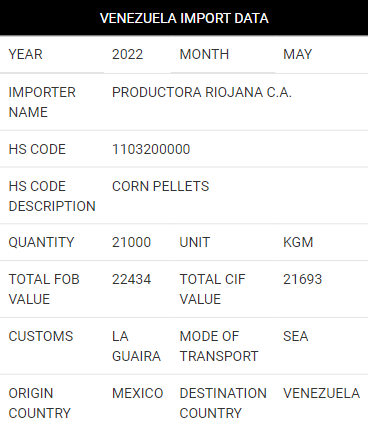 VENEZUELA IMPORT DATA
YEAR 2022 MONTH MAY
IMPORTER PRODUCTORA RIOJANA C.A.
NAME
HS CODE 1103200000
HS CODE CORN PELLETS
DESCRIPTION
QUANTITY 21000 UNIT KGM
TOTAL FOB 22434 TOTAL CIF 21693
VALUE VALUE
CUSTOMS LA MODE OF SEA
GUAIRA TRANSPORT
ORIGIN MEXICO DESTINATION VENEZUELA
COUNTRY COUNTRY